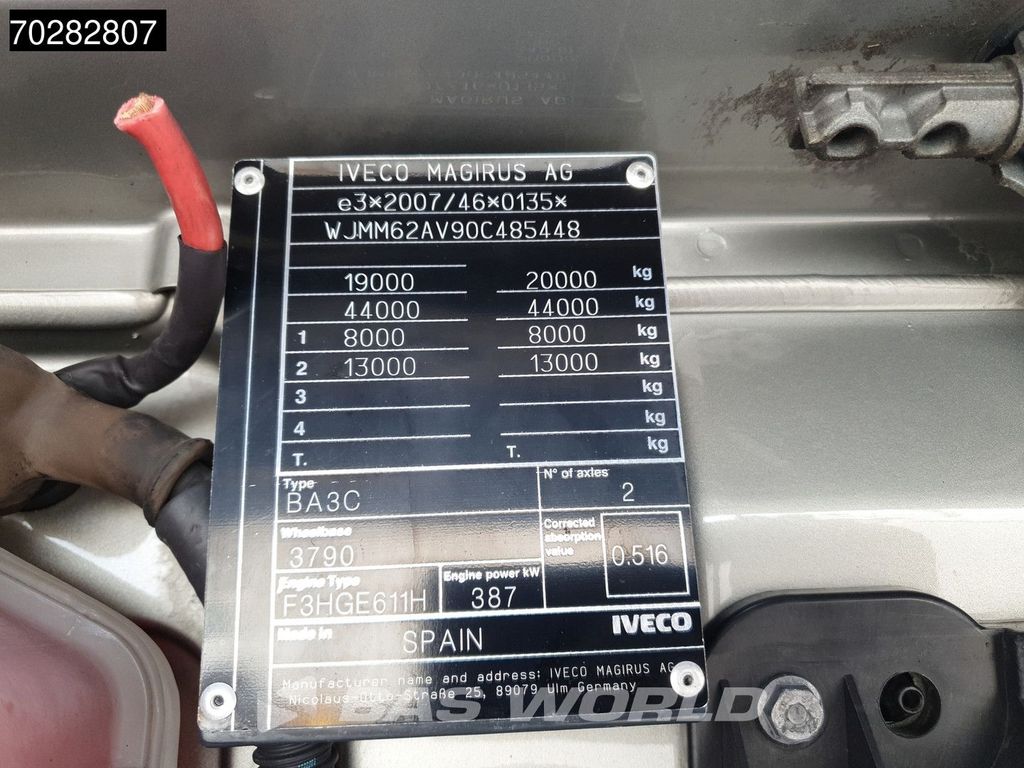 70282807
IVECO MAGIRUS AG
e3*2007/46*0135*
WJMM62AV90C485448
19000 20000 kg
44000 44000 kg
1 8000 8000 kg
2 13000 13000 kg
3 kg
4 kg
T. T. kg
Type N° of axles
BA3C 2
Wheelbase Corrected absorption value
3790 0.516
Engine Type Engine power kW
F3HGE611H 387
Made in SPAIN IVECO
Manufacturer name and address: IVECO MAGIRUS AG
Nicolaus-Otto-Straße 25, 89079 Ulm Germany
BAS WORLD